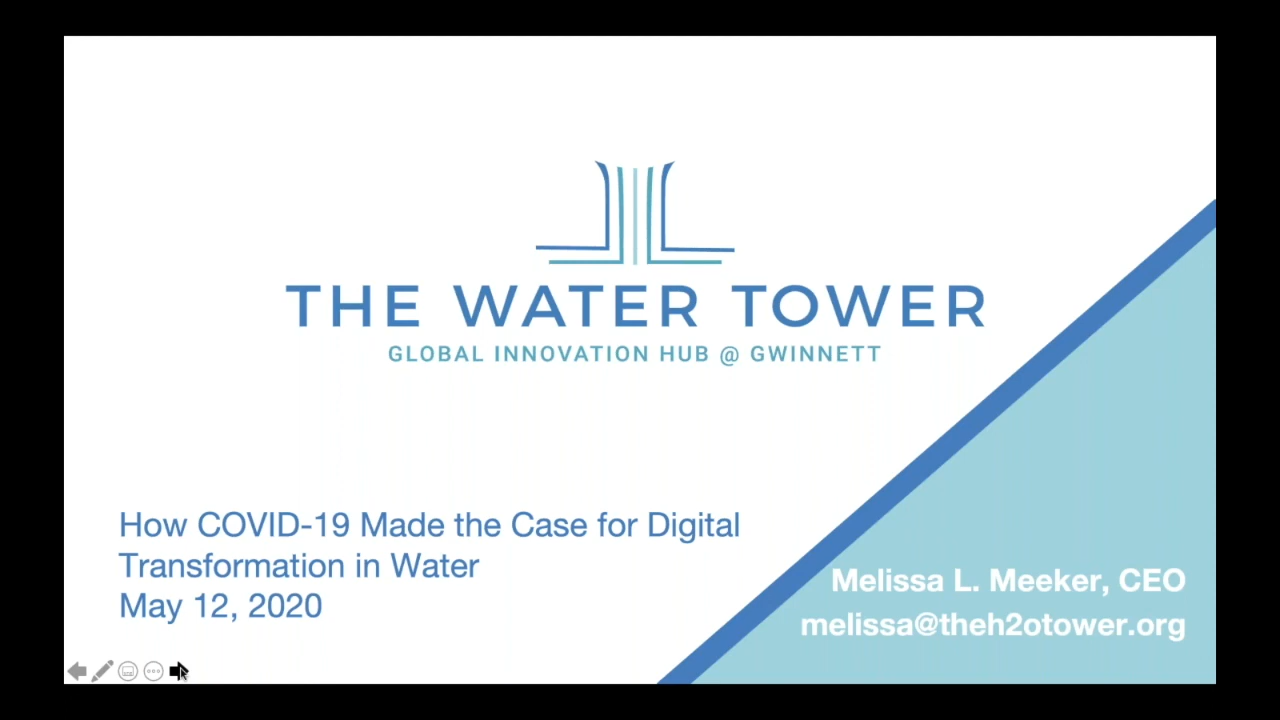 THE WATER TOWER
GLOBAL INNOVATION HUB @ GWINNETT
How COVID-19 Made the Case for Digital
Transformation in Water
May 12, 2020
Melissa L. Meeker, CEO
melissa@theh2otower.org